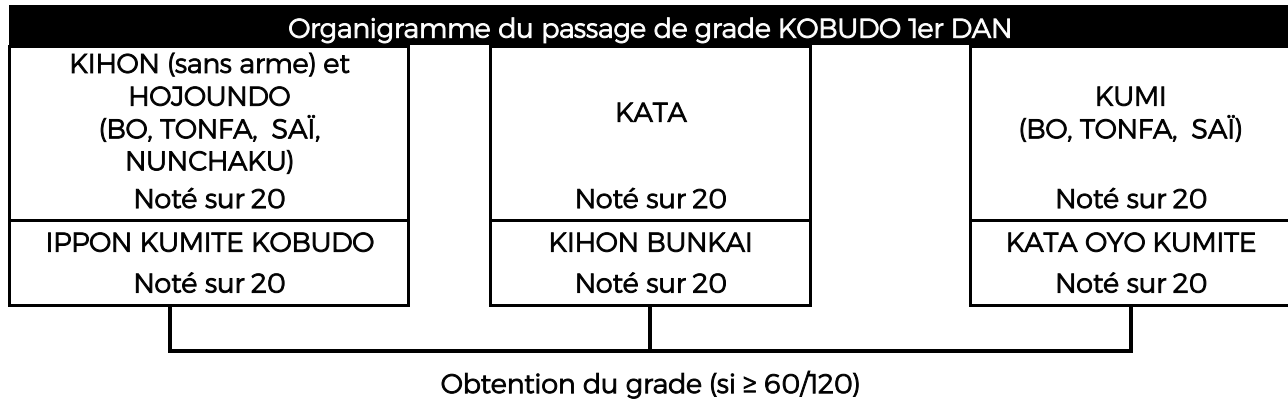 Organigramme du passage de grade KOBUDO 1er DAN
KIHON (sans arme) et
HOJOUNDO
(BO, TONFA, SAÏ,
NUNCHAKU)
Noté sur 20
IPPON KUMITE KOBUDO
Noté sur 20
KATA
Noté sur 20
KIHON BUNKAI
Noté sur 20
KUMI
(BO, TONFA, SAÏ)
Noté sur 20
KATA OYO KUMITE
Noté sur 20
Obtention du grade (si ≥ 60/120)